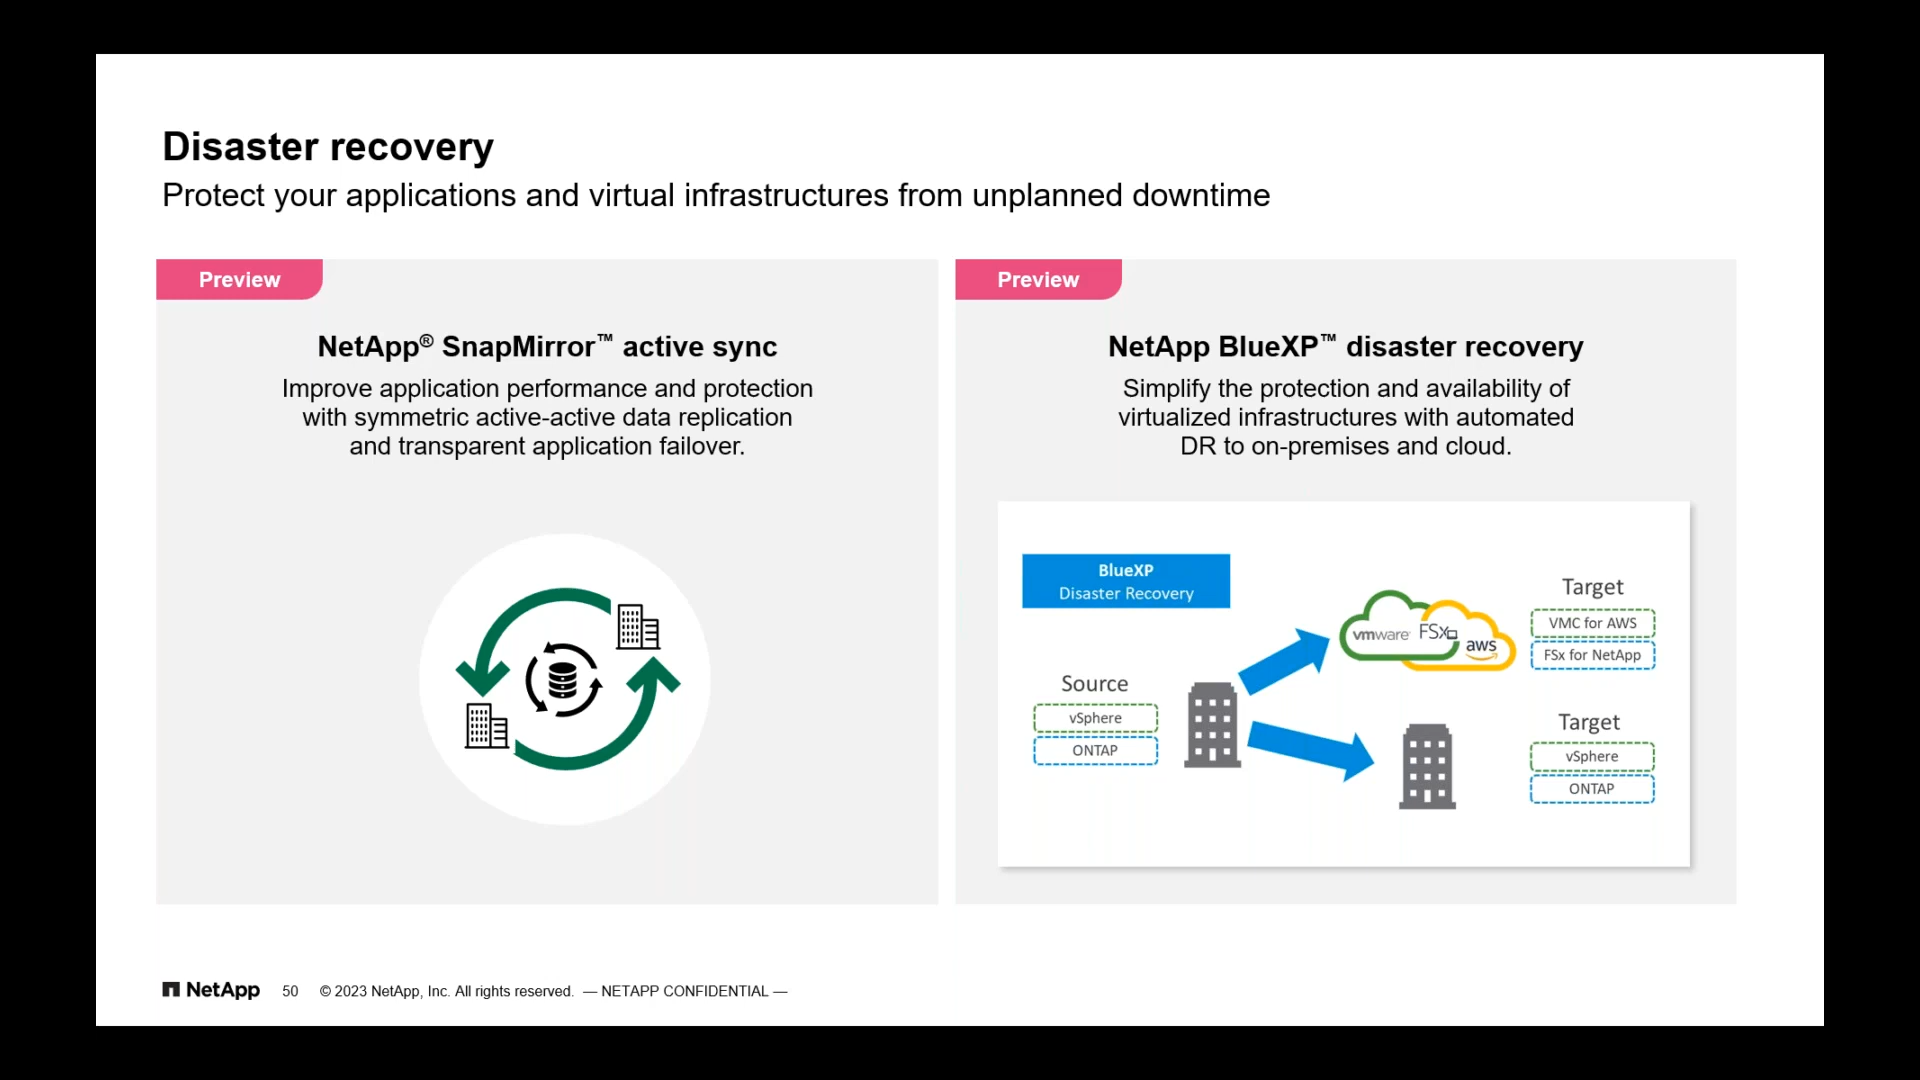 Disaster recovery
Protect your applications and virtual infrastructures from unplanned downtime
Preview
NetApp® SnapMirror™ active sync
Improve application performance and protection
with symmetric active-active data replication
and transparent application failover.
Preview
NetApp BlueXP™ disaster recovery
Simplify the protection and availability of
virtualized infrastructures with automated
DR to on-premises and cloud.
BlueXP
Disaster Recovery
Source
vSphere
ONTAP
vmware FSx
aws
Target
VMC for AWS
FSx for NetApp
Target
vSphere
ONTAP
NetApp 50 © 2023 NetApp, Inc. All rights reserved. — NETAPP CONFIDENTIAL —